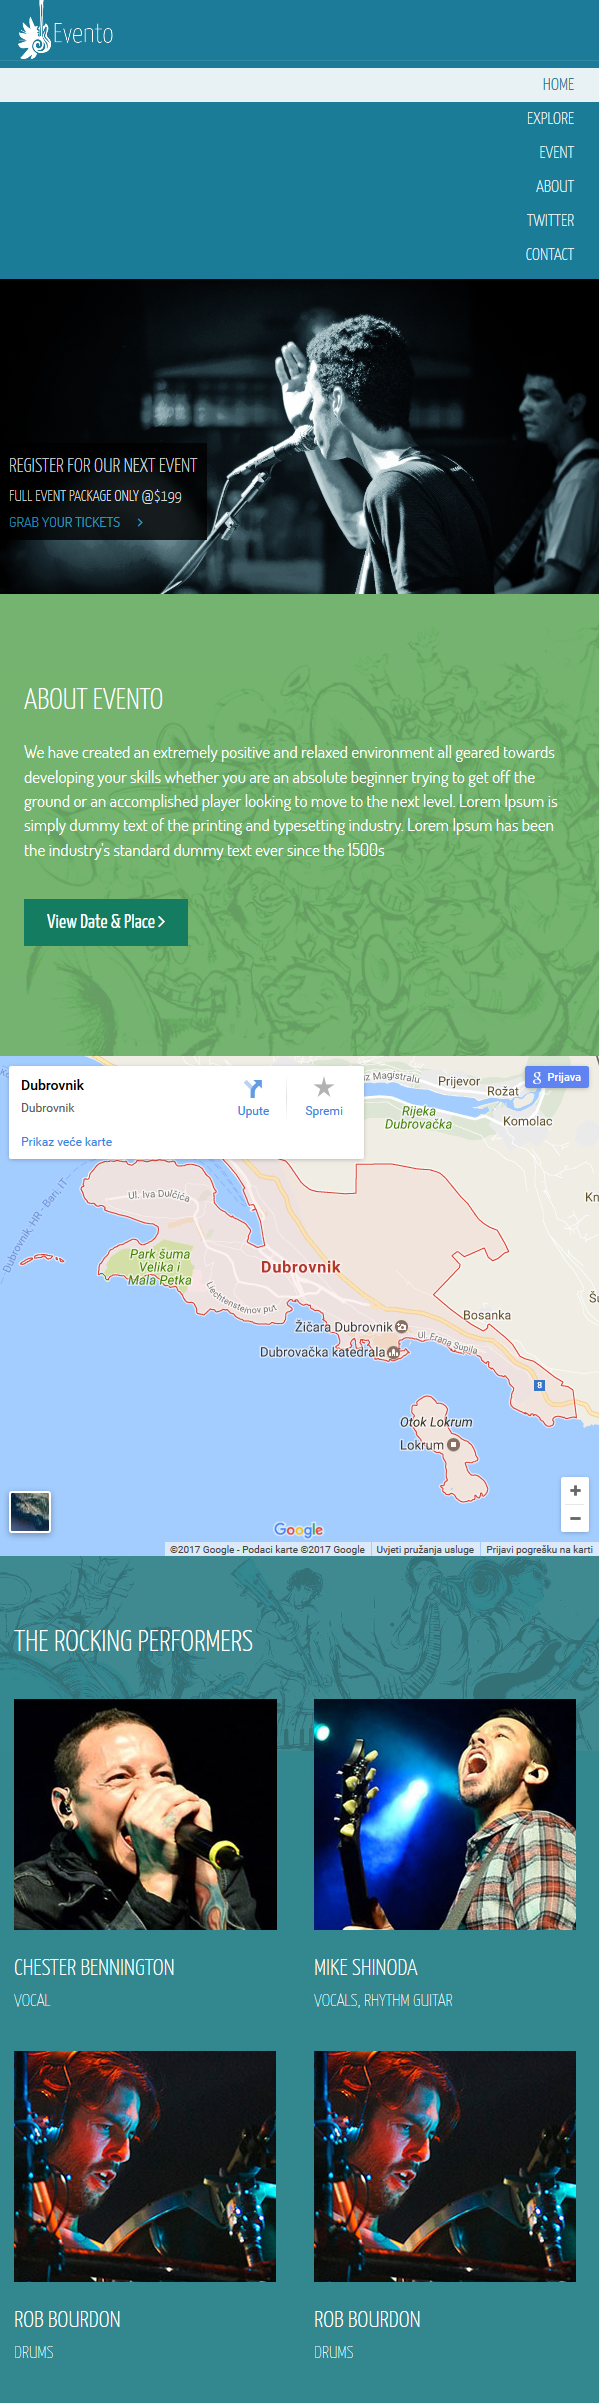 Evento
HOME
EXPLORE
EVENT
ABOUT
TWITTER
CONTACT
REGISTER FOR OUR NEXT EVENT
FULL EVENT PACKAGE ONLY @$199
GRAB YOUR TICKETS >
ABOUT EVENTO
We have created an extremely positive and relaxed environment all geared towards
developing your skills whether you are an absolute beginner trying to get off the
ground or an accomplished player looking to move to the next level. Lorem Ipsum is
simply dummy text of the printing and typesetting industry. Lorem Ipsum has been
the industry's standard dummy text ever since the 1500s
View Date & Place >
Dubrovnik
Dubrovnik
Prikaz veće karte
Upute
Spremi
Prijava
iz Magistralu
Prijevor
Rožat
Komolac
Rijeka
Dubrovačka
Kn
Dubrovnik, HR - Bari, IT
Ul. Iva Dulčića
Park šuma
Velika i
Mala Petka
Liechtensteinov put
Dubrovnik
Bosanka
Žičara Dubrovnik
Ul. Frana Supila
Dubrovačka katedrala
8
Otok Lokrum
Lokrum
+
−
Google
©2017 Google - Podaci karte ©2017 Google
Uvjeti pružanja usluge
Prijavi pogrešku na karti
THE ROCKING PERFORMERS
CHESTER BENNINGTON
VOCAL
MIKE SHINODA
VOCALS, RHYTHM GUITAR
ROB BOURDON
DRUMS
ROB BOURDON
DRUMS